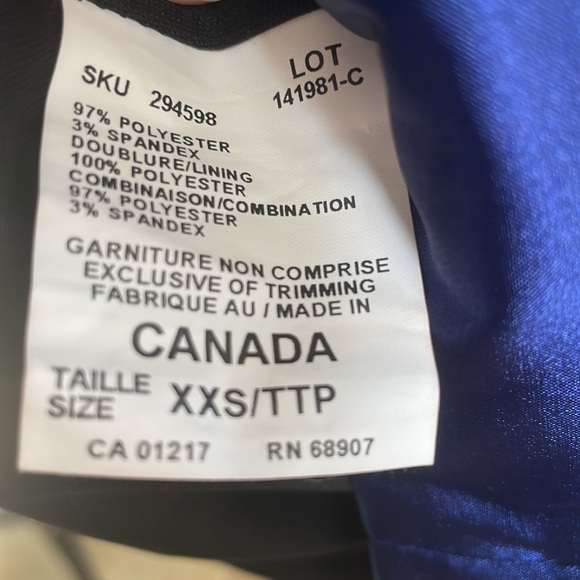 SKU 294598
LOT
141981-C
97% POLYESTER
3% SPANDEX
DOUBLURE/LINING
100% POLYESTER
COMBINAISON/COMBINATION
97% POLYESTER
3% SPANDEX
GARNITURE NON COMPRISE
EXCLUSIVE OF TRIMMING
FABRIQUE AU / MADE IN
CANADA
TAILLE
SIZE
XXS/TTP
CA 01217 RN 68907